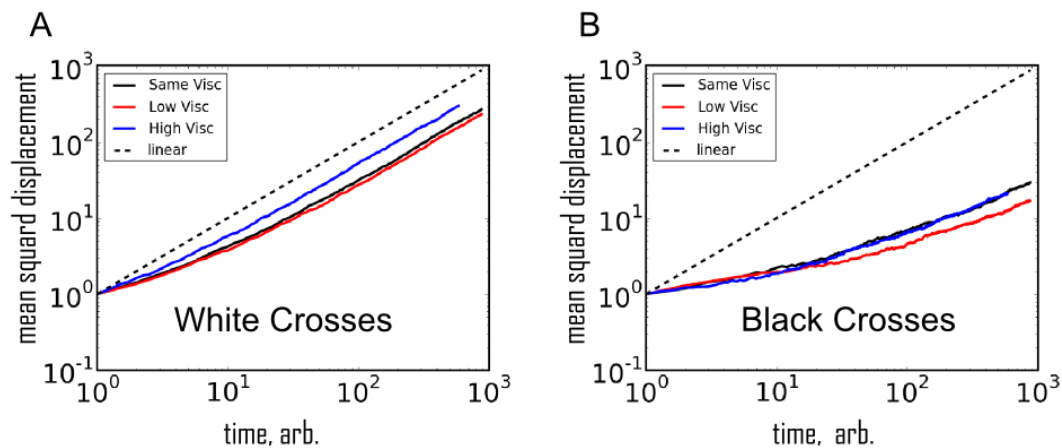 A
mean squard displacement
10^3
10^2
10^1
10^0
10^-1
Same Visc
Low Visc
High Visc
linear
White Crosses
10^0
10^1
10^2
10^3
time, arb.
B
mean squard displacement
10^3
10^2
10^1
10^0
10^-1
Same Visc
Low Visc
High Visc
linear
Black Crosses
10^0
10^1
10^2
10^3
time, arb.